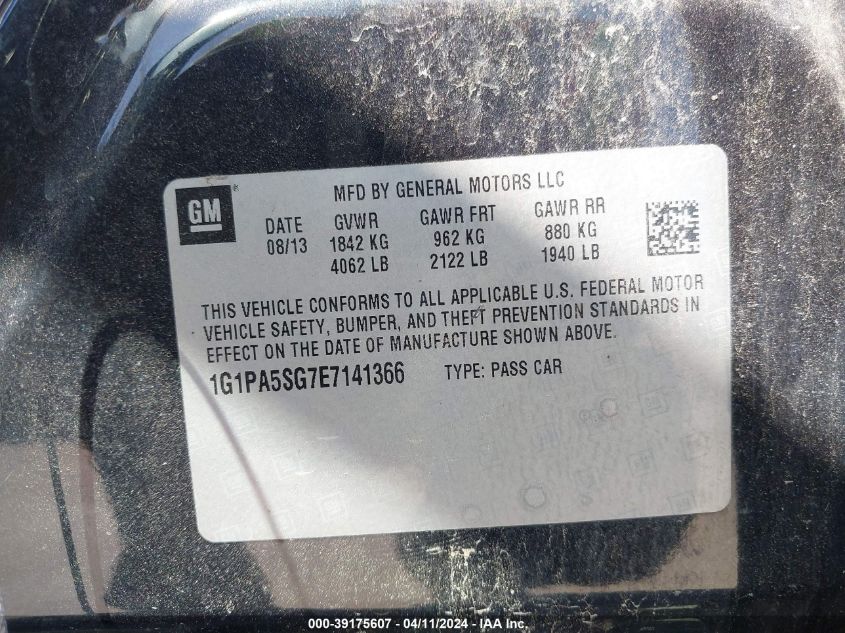 GM
MFD BY GENERAL MOTORS LLC
DATE GVWR GAWR FRT GAWR RR
08/13 1842 KG 962 KG 880 KG
4062 LB 2122 LB 1940 LB
THIS VEHICLE CONFORMS TO ALL APPLICABLE U.S. FEDERAL MOTOR
VEHICLE SAFETY, BUMPER, AND THEFT PREVENTION STANDARDS IN
EFFECT ON THE DATE OF MANUFACTURE SHOWN ABOVE.
1G1PA5SG7E7141366 TYPE: PASS CAR
000-39175607 - 04/11/2024 - IAA Inc.